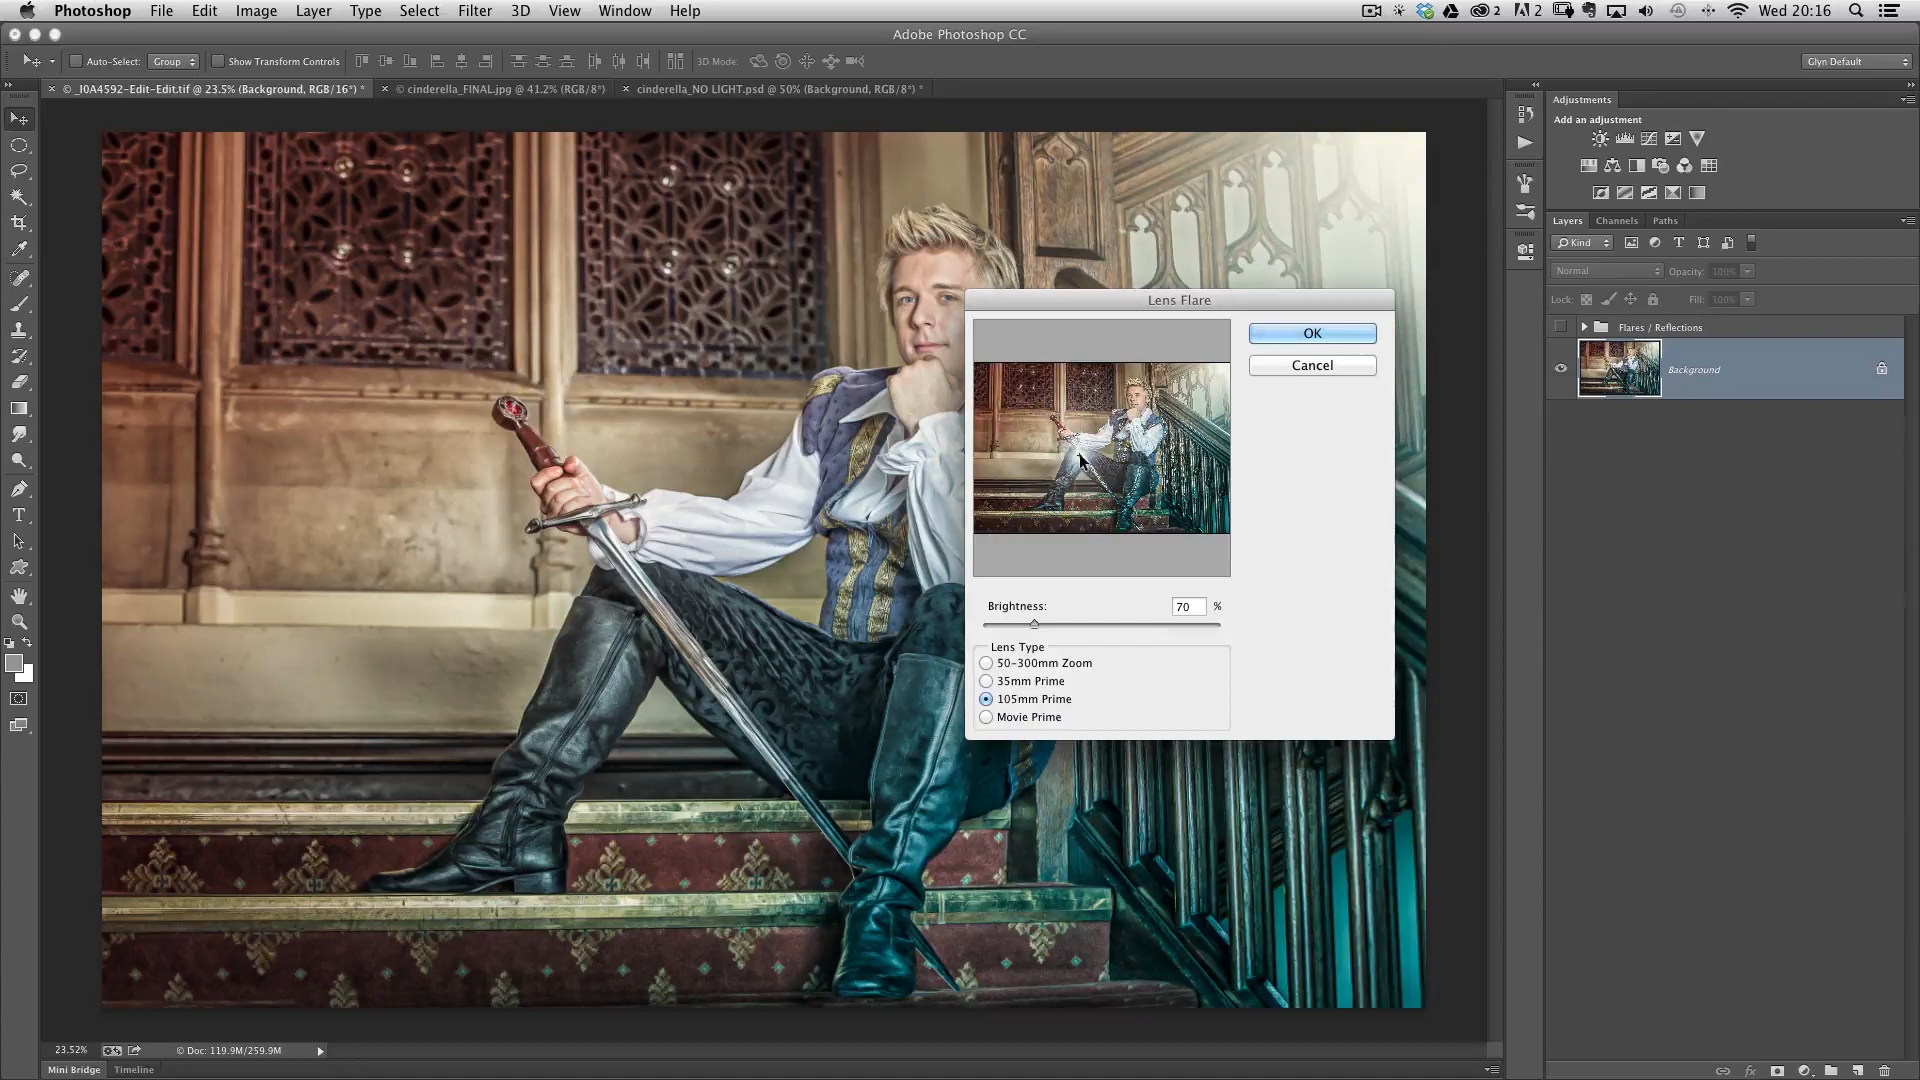 Photoshop File Edit Image Layer Type Select Filter 3D View Window Help 2 2 Wed 20:16
Adobe Photoshop CC
Auto-Select: Group Show Transform Controls 3D Mode: Glyn Default
© _I0A4592-Edit-Edit.tif @ 23.5% (Background, RGB/16*) * © cinderella_FINAL.jpg @ 41.2% (RGB/8*) cinderella_NO LIGHT.psd @ 50% (Background, RGB/8*) *
Adjustments
Add an adjustment
Layers Channels Paths
Kind
Normal Opacity: 100%
Lock: Fill: 100%
Flares / Reflections
Background
Lens Flare
OK
Cancel
Brightness: 70 %
Lens Type
50-300mm Zoom
35mm Prime
105mm Prime
Movie Prime
23.52% © Doc: 119.9M/259.9M
Mini Bridge Timeline